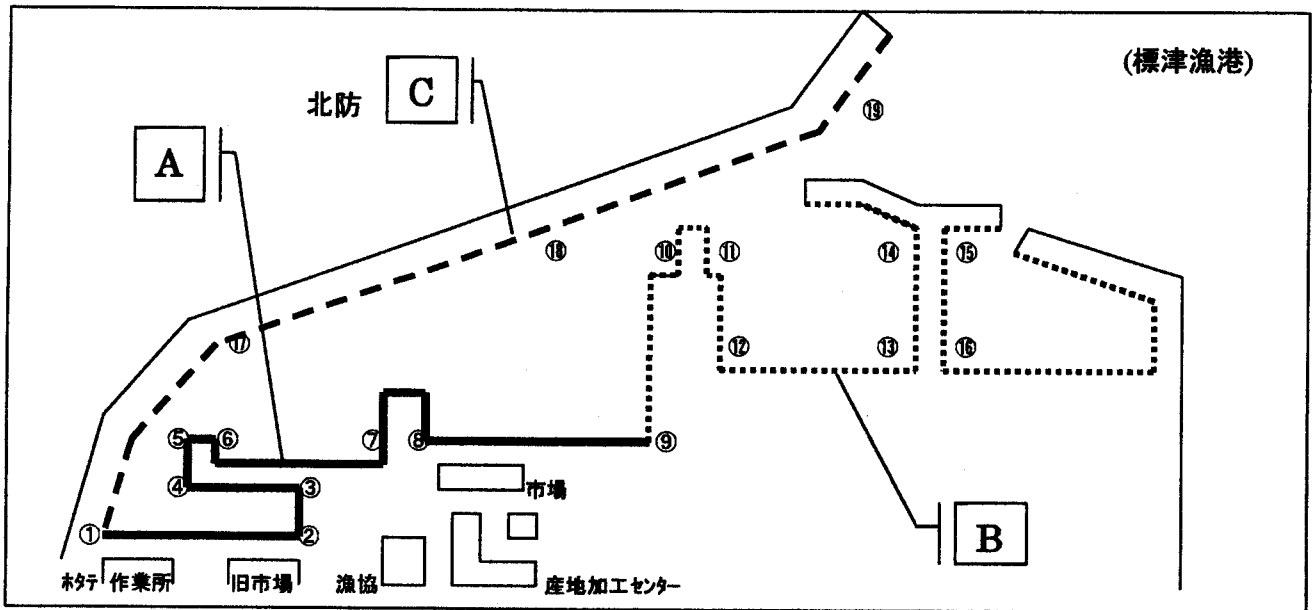 (標津漁港)
北防
C
A
B
⑲
⑱
⑩
⑪
⑭
⑮
⑰
⑫
⑬
⑯
⑤
⑥
⑦
⑧
⑨
④
③
①
②
市場
ホタテ 作業所
旧市場
漁協
産地加工センター